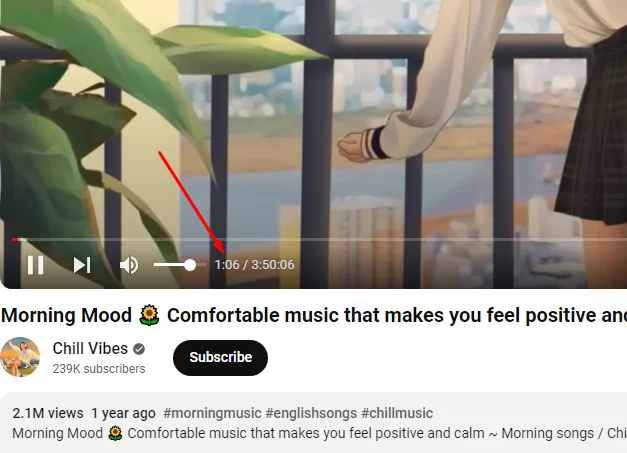 1:06 / 3:50:06
Morning Mood 🌻 Comfortable music that makes you feel positive and
Chill Vibes
239K subscribers
Subscribe
2.1M views 1 year ago #morningmusic #englishsongs #chillmusic
Morning Mood 🌻 Comfortable music that makes you feel positive and calm ~ Morning songs / Chi